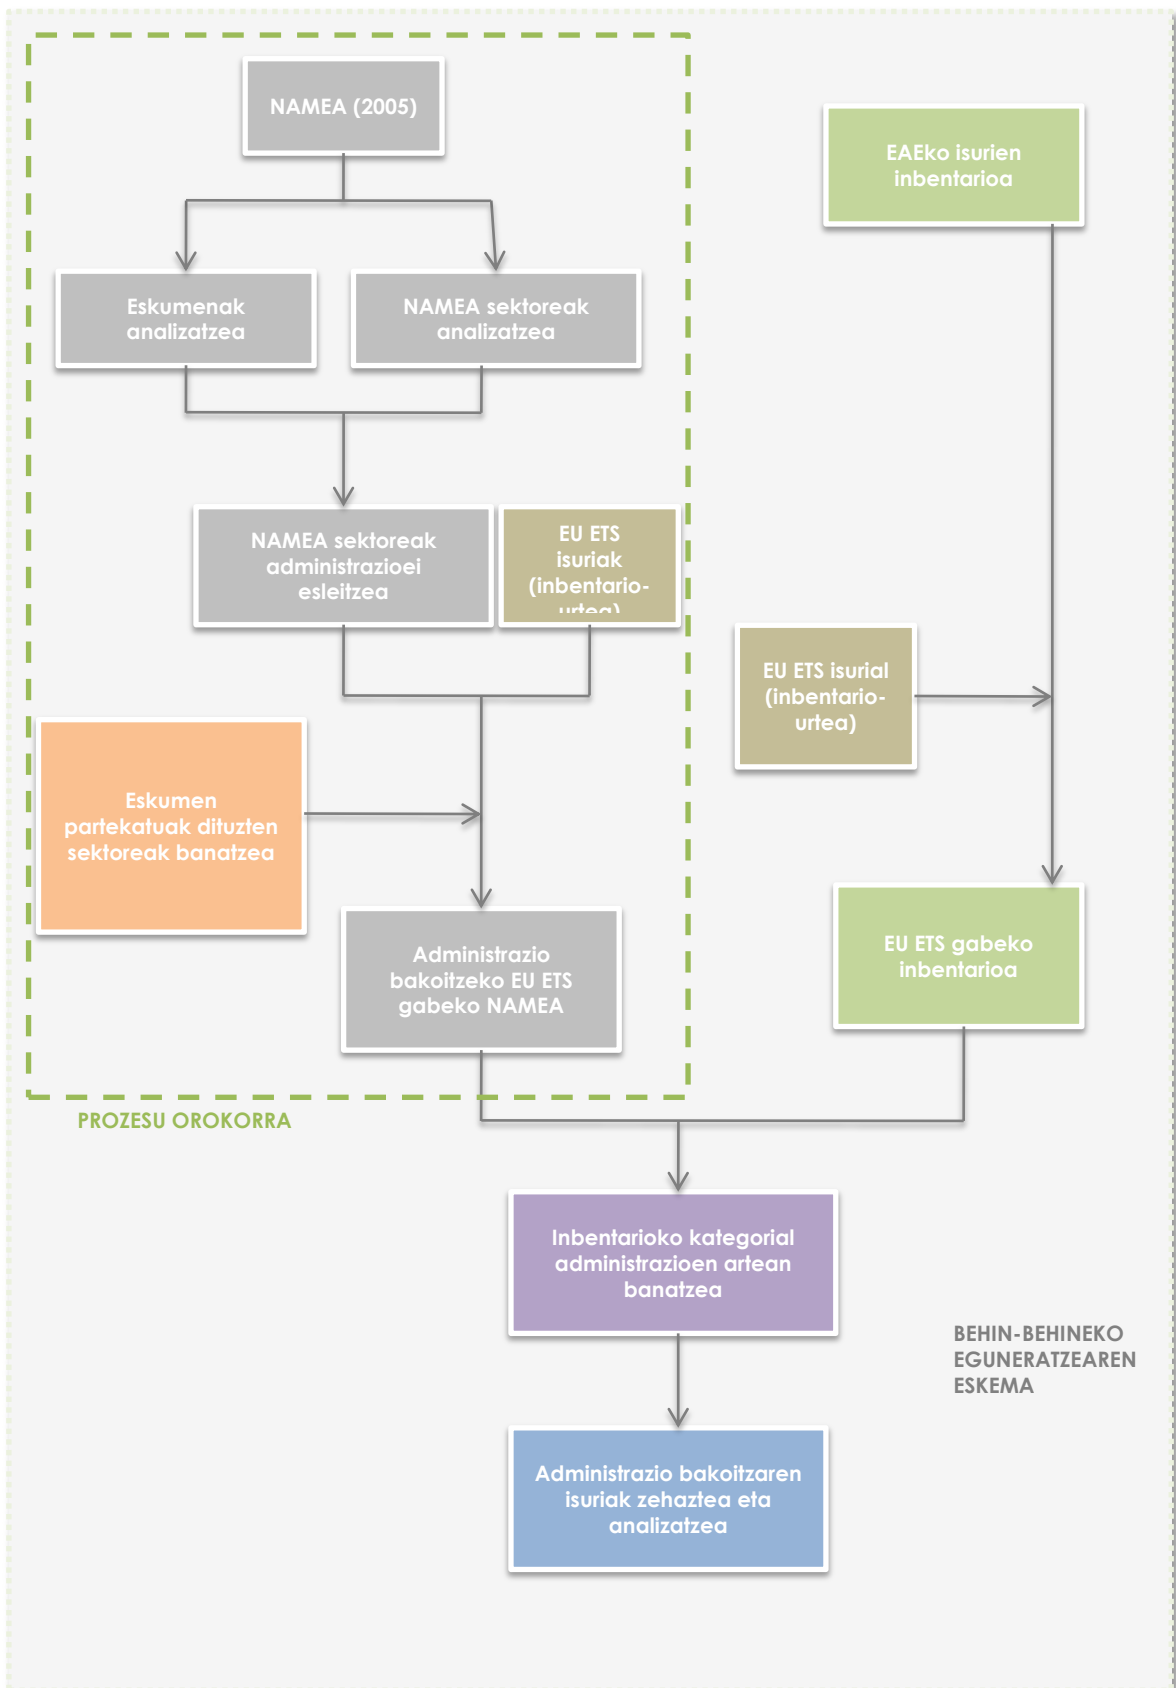 NAMEA (2005)
EAEko isurien
inbentarioa
Eskumenak
analizatzea
NAMEA sektoreak
analizatzea
NAMEA sektoreak
administrazioei
esleitzea
EU ETS
isuriak
(inbentario-
urtea)
EU ETS isurial
(inbentario-
urtea)
Eskumen
partekatuak dituzten
sektoreak banatzea
Administrazio
bakoitzeko EU ETS
gabeko NAMEA
EU ETS gabeko
inbentarioa
PROZESU OROKORRA
Inbentarioko kategorial
administrazioen artean
banatzea
BEHIN-BEHINEKO
EGUNERATZEAREN
ESKEMA
Administrazio bakoitzaren
isuriak zehaztea eta
analizatzea